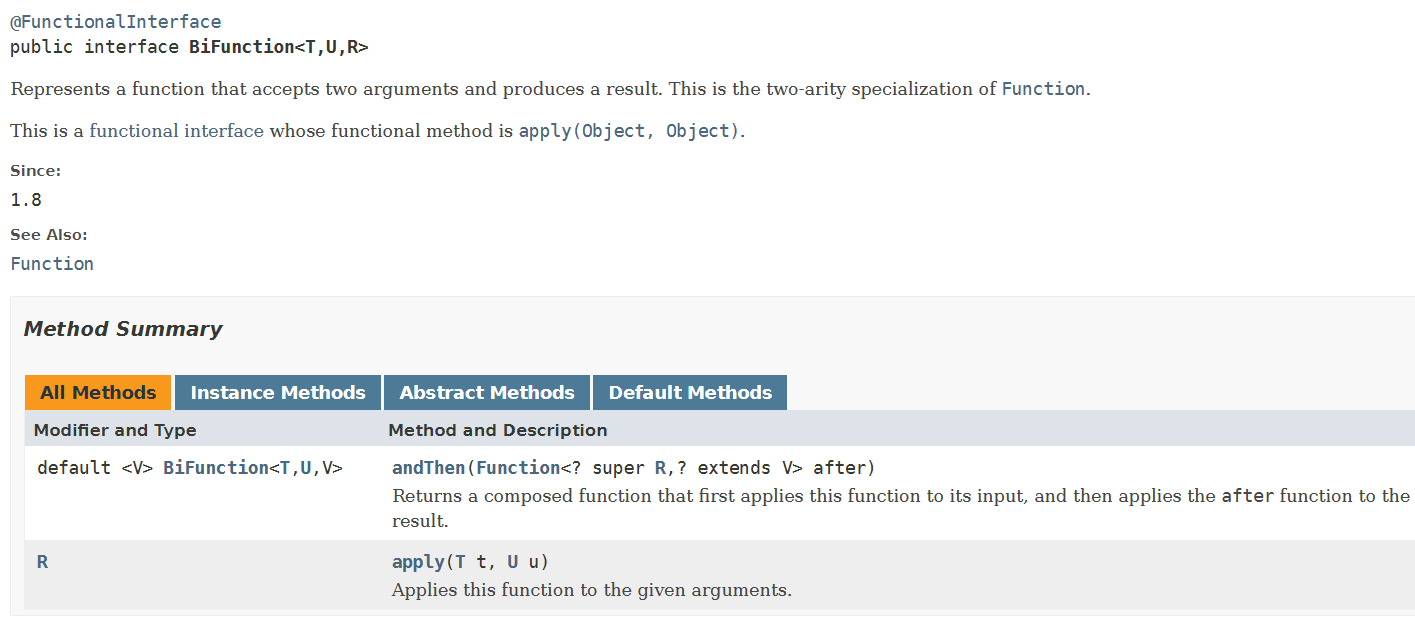 @FunctionalInterface
public interface BiFunction<T,U,R>
Represents a function that accepts two arguments and produces a result. This is the two-arity specialization of Function.
This is a functional interface whose functional method is apply(Object, Object).
Since:
1.8
See Also:
Function
Method Summary
All Methods Instance Methods Abstract Methods Default Methods
Modifier and Type Method and Description
default <V> BiFunction<T,U,V> andThen(Function<? super R,? extends V> after)
Returns a composed function that first applies this function to its input, and then applies the after function to the
result.
R apply(T t, U u)
Applies this function to the given arguments.